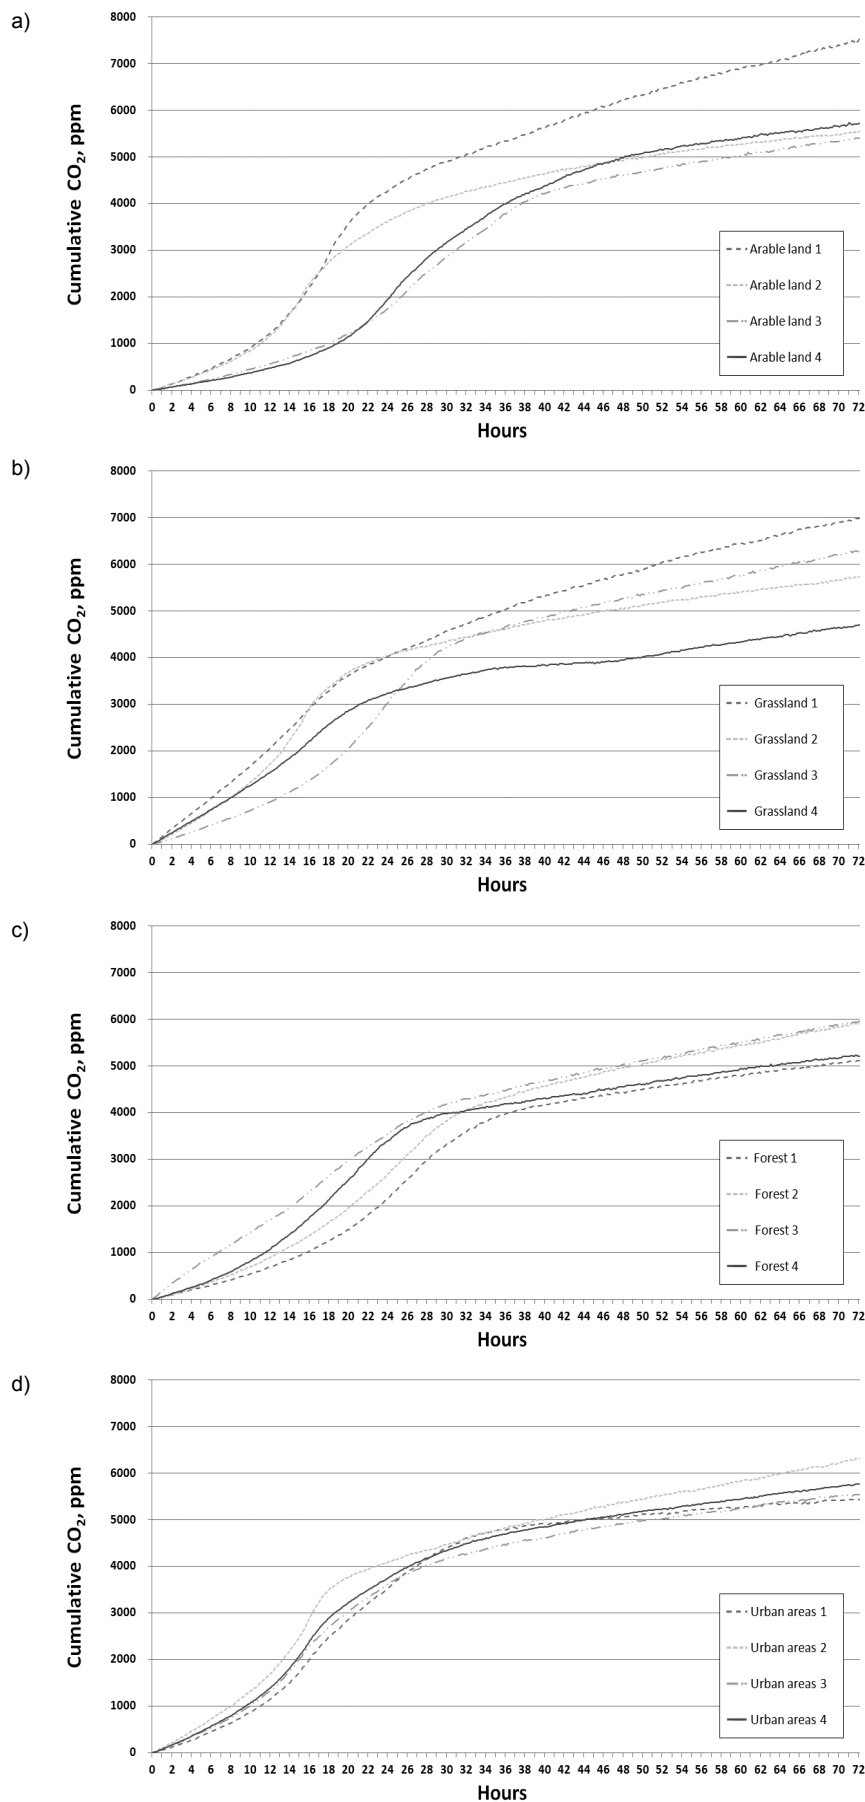 a)
8000
7000
6000
5000
4000
3000
2000
1000
0
Cumulative CO2, ppm
Arable land 1
Arable land 2
Arable land 3
Arable land 4
0 2 4 6 8 10 12 14 16 18 20 22 24 26 28 30 32 34 36 38 40 42 44 46 48 50 52 54 56 58 60 62 64 66 68 70 72
Hours
b)
8000
7000
6000
5000
4000
3000
2000
1000
0
Cumulative CO2, ppm
Grassland 1
Grassland 2
Grassland 3
Grassland 4
0 2 4 6 8 10 12 14 16 18 20 22 24 26 28 30 32 34 36 38 40 42 44 46 48 50 52 54 56 58 60 62 64 66 68 70 72
Hours
c)
8000
7000
6000
5000
4000
3000
2000
1000
0
Cumulative CO2, ppm
Forest 1
Forest 2
Forest 3
Forest 4
0 2 4 6 8 10 12 14 16 18 20 22 24 26 28 30 32 34 36 38 40 42 44 46 48 50 52 54 56 58 60 62 64 66 68 70 72
Hours
d)
8000
7000
6000
5000
4000
3000
2000
1000
0
Cumulative CO2, ppm
Urban areas 1
Urban areas 2
Urban areas 3
Urban areas 4
0 2 4 6 8 10 12 14 16 18 20 22 24 26 28 30 32 34 36 38 40 42 44 46 48 50 52 54 56 58 60 62 64 66 68 70 72
Hours